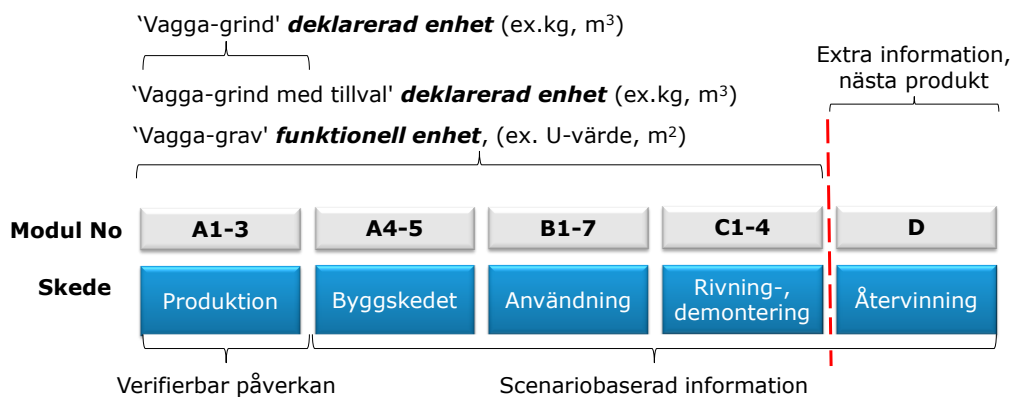 ‘Vagga-grind' deklarerad enhet (ex.kg, m³)
Extra information,
nästa produkt
‘Vagga-grind med tillval' deklarerad enhet (ex.kg, m³)
‘Vagga-grav' funktionell enhet, (ex. U-värde, m²)
Modul No A1-3 A4-5 B1-7 C1-4 D
Skede Produktion Byggskedet Användning Rivning-, Återvinning
demontering
Verifierbar påverkan Scenariobaserad information